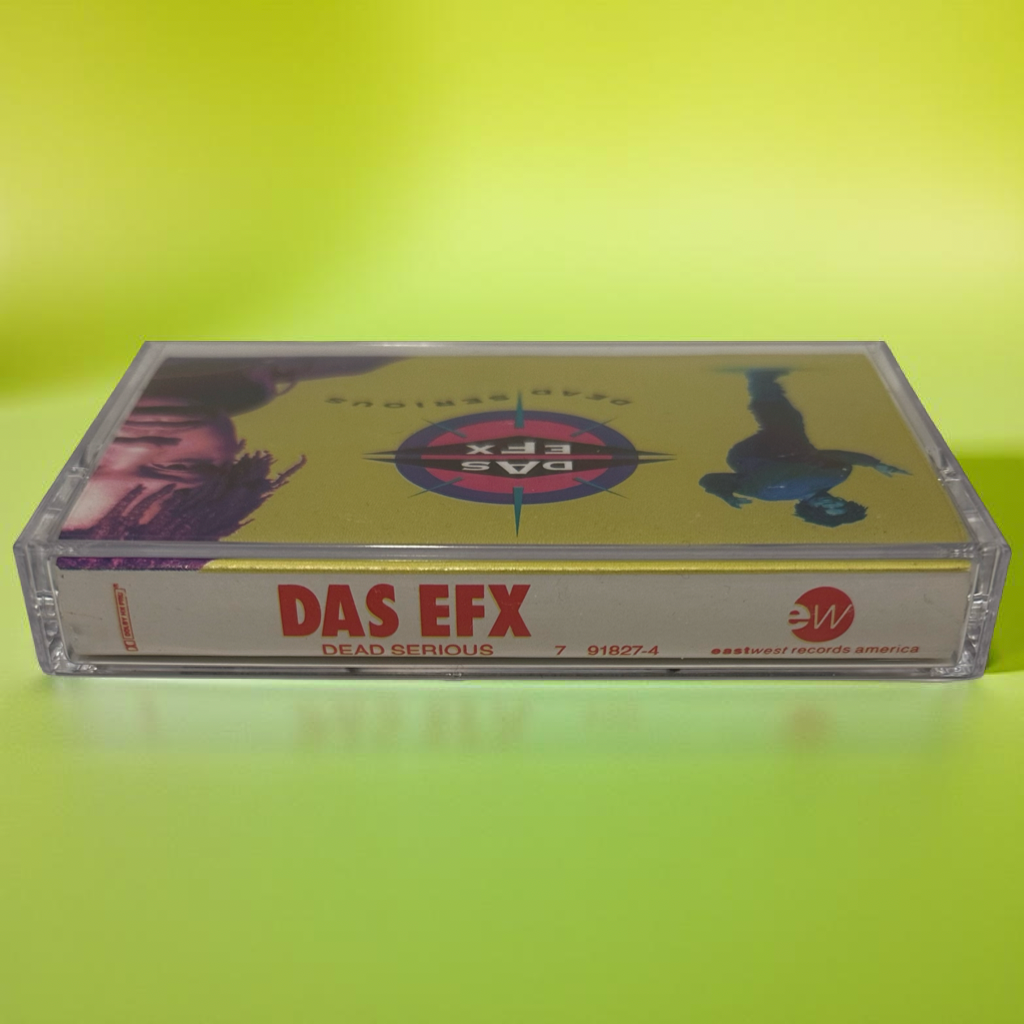 DEAD SERIOUS
DAS
EFX
DAS EFX
DEAD SERIOUS 7 91827-4
ew
eastwest records america